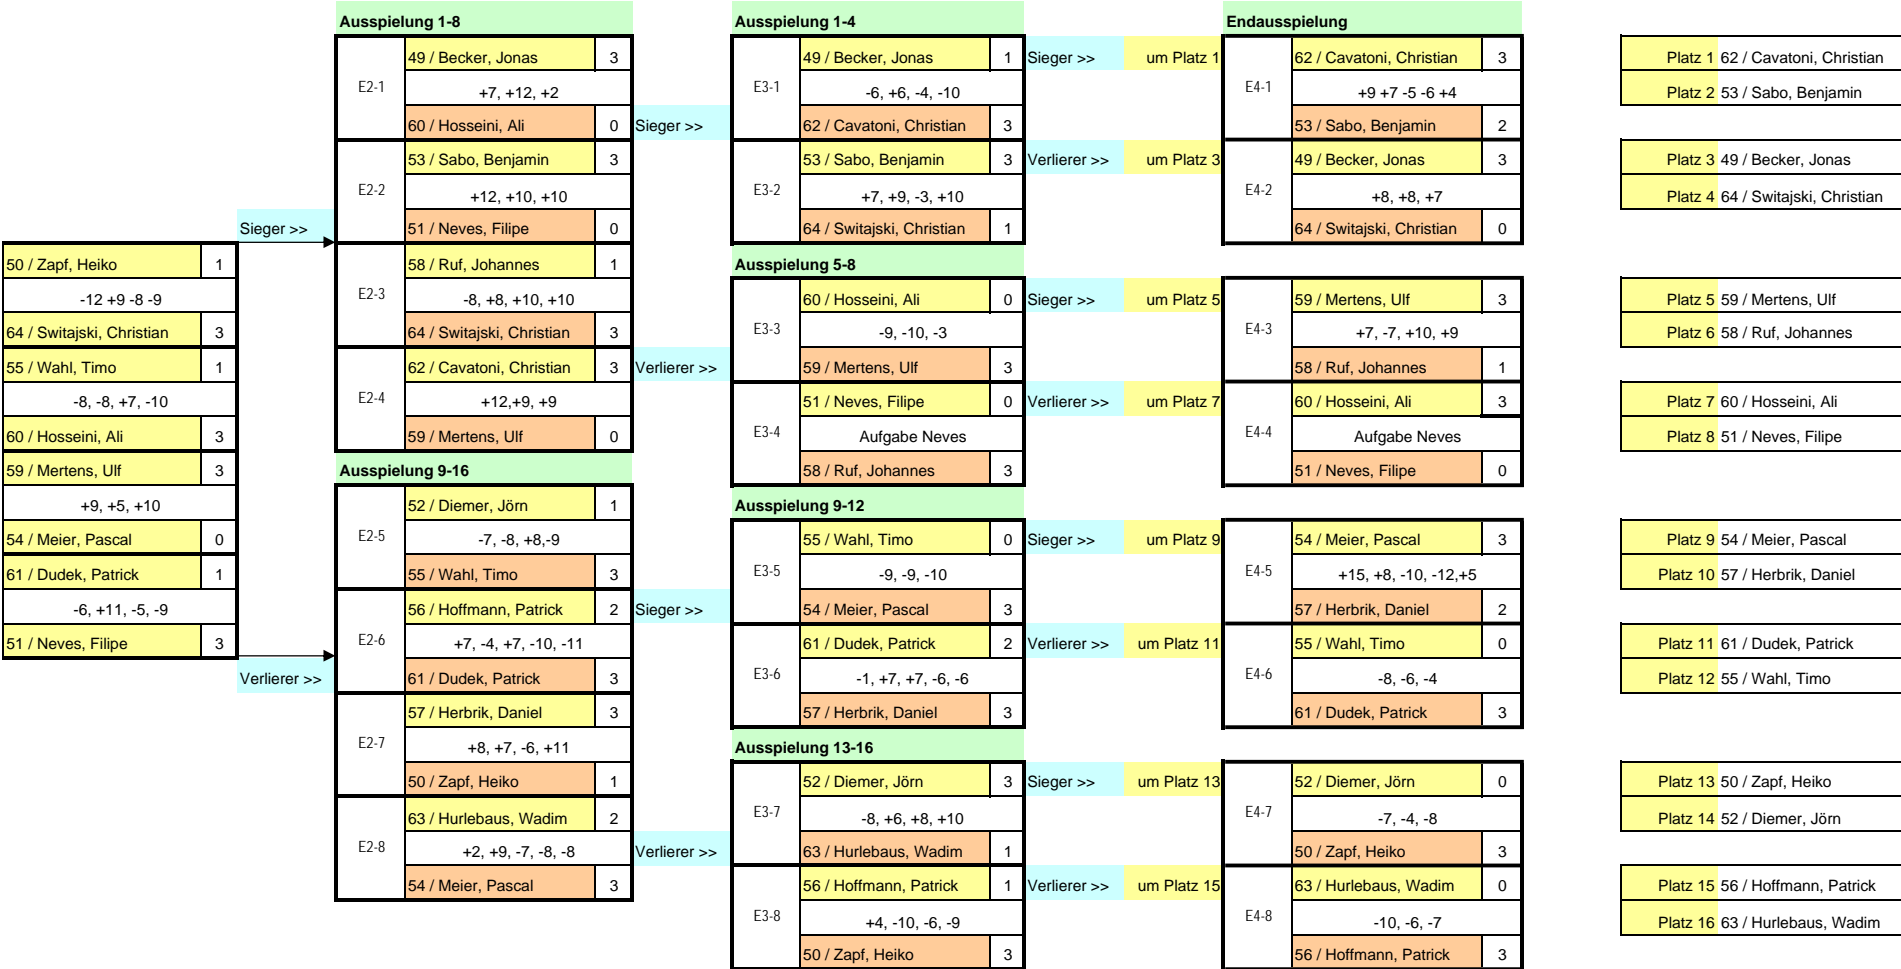 Ausspielung 1-8 Ausspielung 1-4 Endausspielung
49 / Becker, Jonas 3 49 / Becker, Jonas 1 Sieger >> um Platz 1 62 / Cavatoni, Christian 3 Platz 1 62 / Cavatoni, Christian
E2-1 +7, +12, +2 E3-1 -6, +6, -4, -10 E4-1 +9 +7 -5 -6 +4 Platz 2 53 / Sabo, Benjamin
60 / Hosseini, Ali 0 Sieger >> 62 / Cavatoni, Christian 3 53 / Sabo, Benjamin 2
53 / Sabo, Benjamin 3 53 / Sabo, Benjamin 3 Verlierer >> um Platz 3 49 / Becker, Jonas 3 Platz 3 49 / Becker, Jonas
E2-2 +12, +10, +10 E3-2 +7, +9, -3, +10 E4-2 +8, +8, +7 Platz 4 64 / Switajski, Christian
Sieger >> 51 / Neves, Filipe 0 64 / Switajski, Christian 1 64 / Switajski, Christian 0
50 / Zapf, Heiko 1 58 / Ruf, Johannes 1 Ausspielung 5-8
-12 +9 -8 -9 E2-3 -8, +8, +10, +10 60 / Hosseini, Ali 0 Sieger >> um Platz 5 59 / Mertens, Ulf 3 Platz 5 59 / Mertens, Ulf
64 / Switajski, Christian 3 64 / Switajski, Christian 3 E3-3 -9, -10, -3 E4-3 +7, -7, +10, +9 Platz 6 58 / Ruf, Johannes
55 / Wahl, Timo 1 62 / Cavatoni, Christian 3 Verlierer >> 59 / Mertens, Ulf 3 58 / Ruf, Johannes 1
-8, -8, +7, -10 E2-4 +12,+9, +9 51 / Neves, Filipe 0 Verlierer >> um Platz 7 60 / Hosseini, Ali 3 Platz 7 60 / Hosseini, Ali
60 / Hosseini, Ali 3 59 / Mertens, Ulf 0 E3-4 Aufgabe Neves E4-4 Aufgabe Neves Platz 8 51 / Neves, Filipe
59 / Mertens, Ulf 3 Ausspielung 9-16 58 / Ruf, Johannes 3 51 / Neves, Filipe 0
+9, +5, +10 52 / Diemer, Jörn 1 Ausspielung 9-12
54 / Meier, Pascal 0 E2-5 -7, -8, +8,-9 55 / Wahl, Timo 0 Sieger >> um Platz 9 54 / Meier, Pascal 3 Platz 9 54 / Meier, Pascal
61 / Dudek, Patrick 1 55 / Wahl, Timo 3 E3-5 -9, -9, -10 E4-5 +15, +8, -10, -12,+5 Platz 10 57 / Herbrik, Daniel
-6, +11, -5, -9 56 / Hoffmann, Patrick 2 Sieger >> 54 / Meier, Pascal 3 57 / Herbrik, Daniel 2
51 / Neves, Filipe 3 E2-6 +7, -4, +7, -10, -11 61 / Dudek, Patrick 2 Verlierer >> um Platz 11 55 / Wahl, Timo 0 Platz 11 61 / Dudek, Patrick
Verlierer >> 61 / Dudek, Patrick 3 E3-6 -1, +7, +7, -6, -6 E4-6 -8, -6, -4 Platz 12 55 / Wahl, Timo
57 / Herbrik, Daniel 3 57 / Herbrik, Daniel 3 61 / Dudek, Patrick 3
E2-7 +8, +7, -6, +11 Ausspielung 13-16
50 / Zapf, Heiko 1 52 / Diemer, Jörn 3 Sieger >> um Platz 13 52 / Diemer, Jörn 0 Platz 13 50 / Zapf, Heiko
63 / Hurlebaus, Wadim 2 E3-7 -8, +6, +8, +10 E4-7 -7, -4, -8 Platz 14 52 / Diemer, Jörn
E2-8 +2, +9, -7, -8, -8 Verlierer >> 63 / Hurlebaus, Wadim 1 50 / Zapf, Heiko 3
54 / Meier, Pascal 3 56 / Hoffmann, Patrick 1 Verlierer >> um Platz 15 63 / Hurlebaus, Wadim 0 Platz 15 56 / Hoffmann, Patrick
E3-8 +4, -10, -6, -9 E4-8 -10, -6, -7 Platz 16 63 / Hurlebaus, Wadim
50 / Zapf, Heiko 3 56 / Hoffmann, Patrick 3